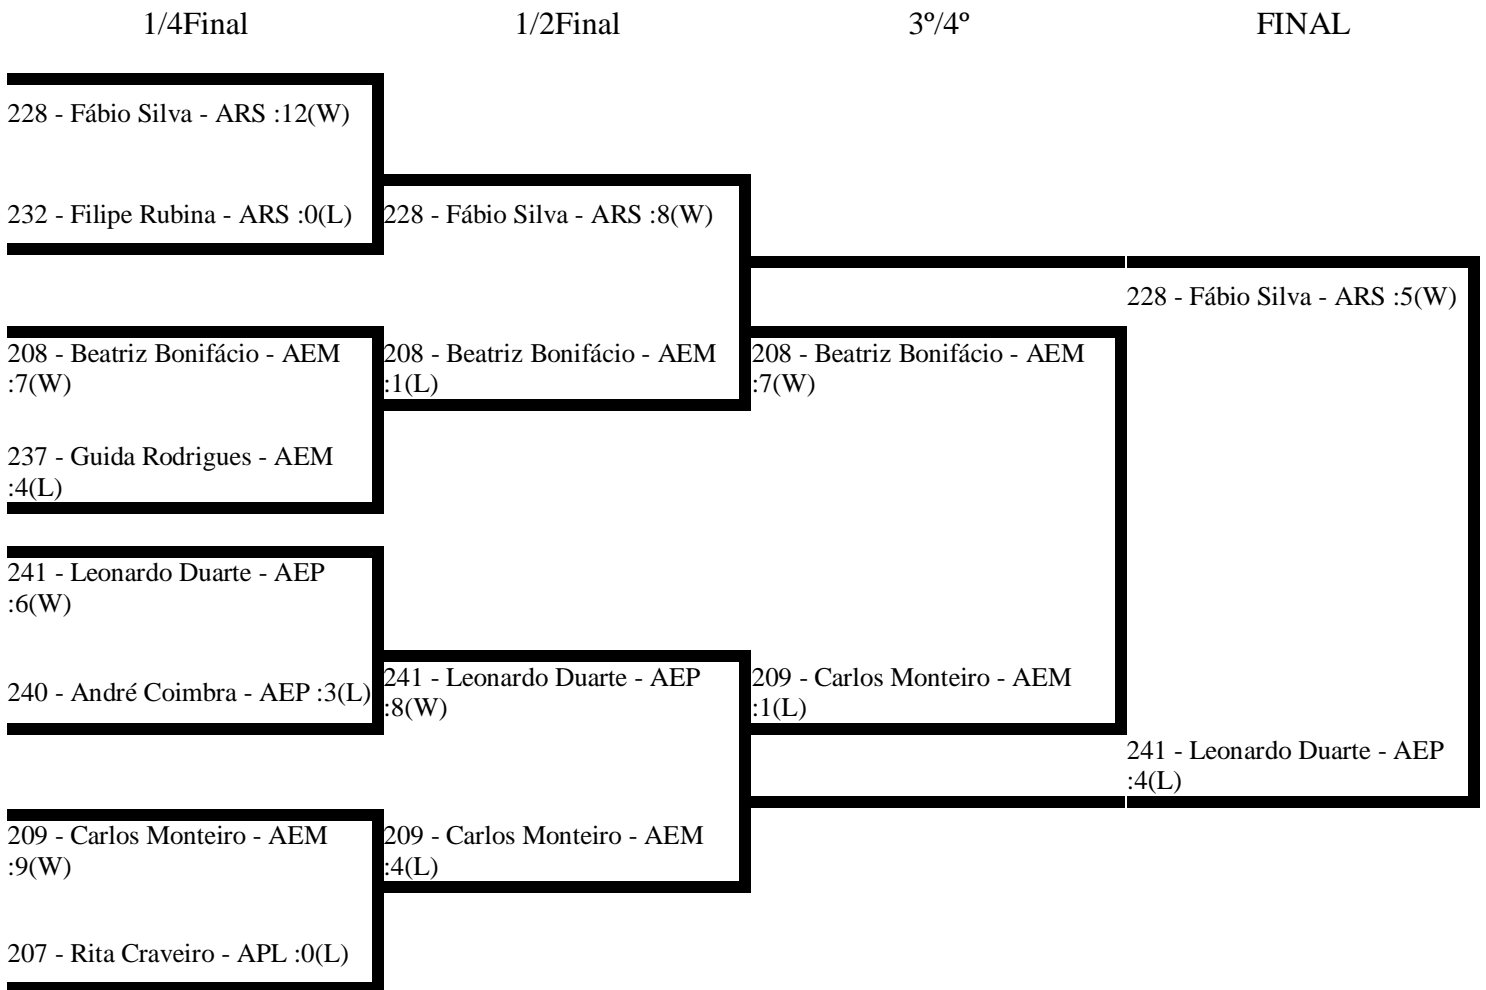 1/4Final
1/2Final
3º/4º
FINAL
228 - Fábio Silva - ARS :12(W)
232 - Filipe Rubina - ARS :0(L)
208 - Beatriz Bonifácio - AEM
:7(W)
237 - Guida Rodrigues - AEM
:4(L)
241 - Leonardo Duarte - AEP
:6(W)
240 - André Coimbra - AEP :3(L)
209 - Carlos Monteiro - AEM
:9(W)
207 - Rita Craveiro - APL :0(L)
228 - Fábio Silva - ARS :8(W)
208 - Beatriz Bonifácio - AEM
:1(L)
241 - Leonardo Duarte - AEP
:8(W)
209 - Carlos Monteiro - AEM
:4(L)
208 - Beatriz Bonifácio - AEM
:7(W)
209 - Carlos Monteiro - AEM
:1(L)
228 - Fábio Silva - ARS :5(W)
241 - Leonardo Duarte - AEP
:4(L)